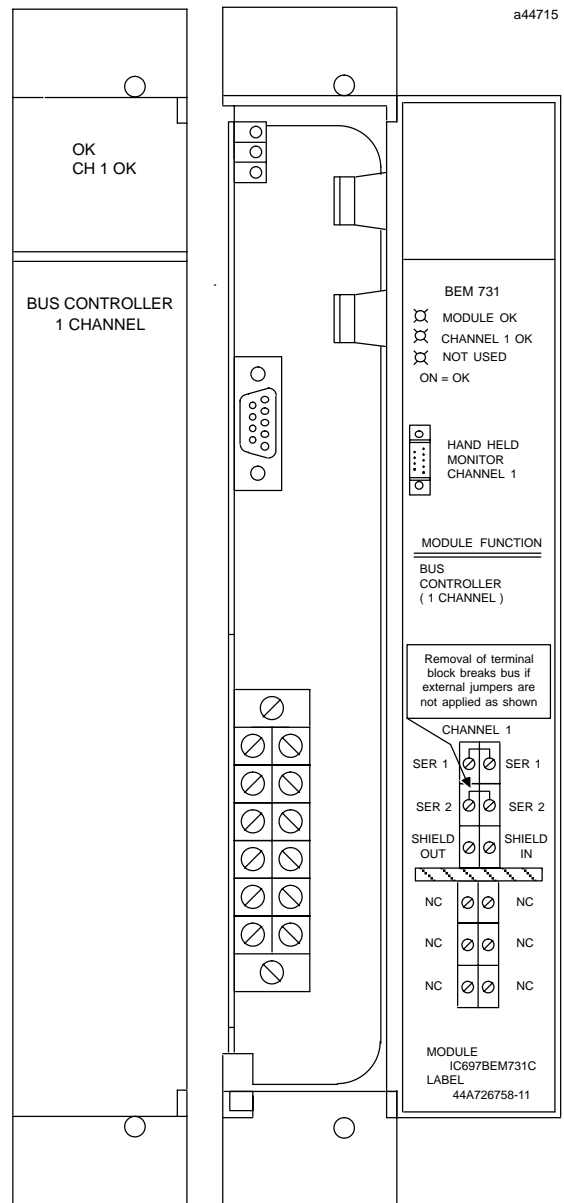 a44715
OK
CH 1 OK
BUS CONTROLLER
1 CHANNEL
BEM 731
MODULE OK
CHANNEL 1 OK
NOT USED
ON = OK
HAND HELD
MONITOR
CHANNEL 1
MODULE FUNCTION
BUS
CONTROLLER
( 1 CHANNEL )
Removal of terminal
block breaks bus if
external jumpers are
not applied as shown
CHANNEL 1
SER 1 SER 1
SER 2 SER 2
SHIELD SHIELD
OUT IN
NC NC
NC NC
NC NC
MODULE
IC697BEM731C
LABEL
44A726758-11